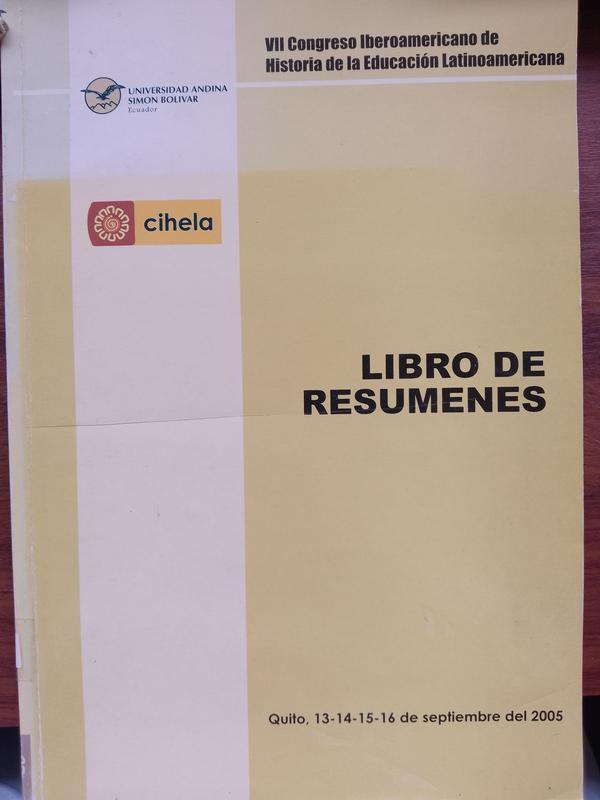 VII Congreso Iberoamericano de
Historia de la Educación Latinoamericana
UNIVERSIDAD ANDINA
SIMON BOLIVAR
Ecuador
cihela
LIBRO DE
RESUMENES
Quito, 13-14-15-16 de septiembre del 2005